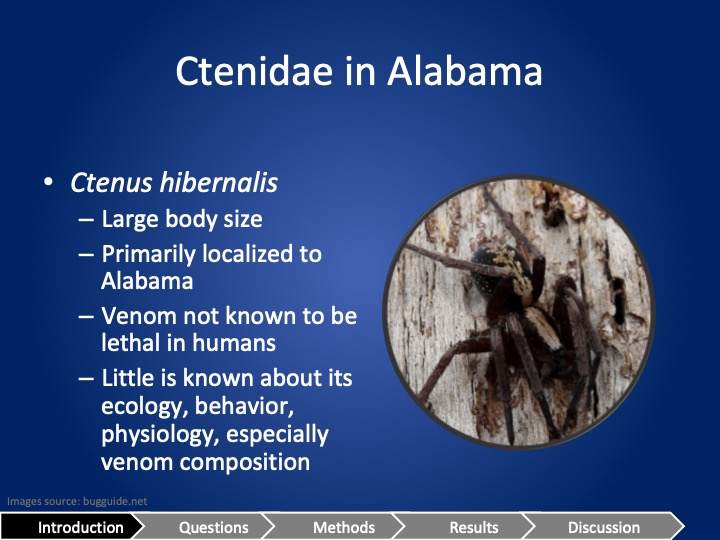 Ctenidae in Alabama
• Ctenus hibernalis
– Large body size
– Primarily localized to
Alabama
– Venom not known to be
lethal in humans
– Little is known about its
ecology, behavior,
physiology, especially
venom composition
Images source: bugguide.net
Introduction
Questions
Methods
Results
Discussion